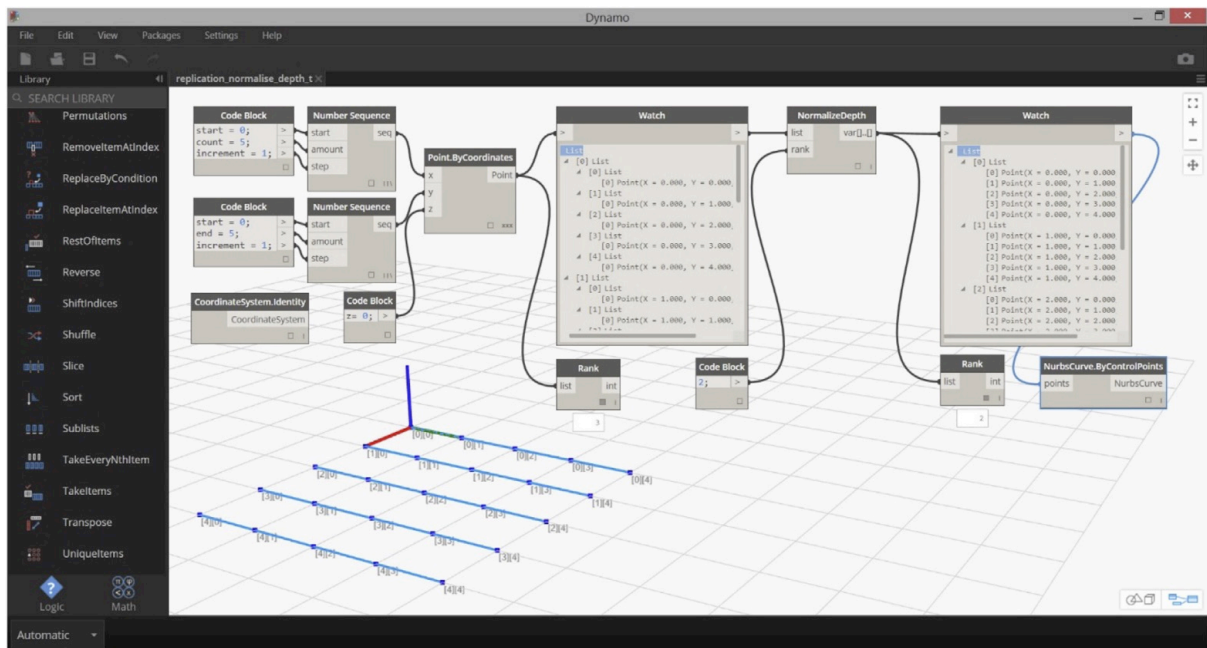 Dynamo
File Edit View Packages Settings Help
Library
replication_normalise_depth_t
SEARCH LIBRARY
Permutations
RemoveItemAtIndex
ReplaceByCondition
ReplaceItemAtIndex
RestOfItems
Reverse
ShiftIndices
Shuffle
Slice
Sort
Sublists
TakeEveryNthItem
TakeItems
Transpose
UniqueItems
Logic
Math
Automatic
Code Block
start = 0; >
count = 5; >
increment = 1; >
Number Sequence
start seq
amount
step
Code Block
start = 0; >
end = 5; >
increment = 1; >
Number Sequence
start seq
amount
step
CoordinateSystem.Identity
CoordinateSystem
Code Block
z= 0; >
Point.ByCoordinates
x Point
y
z
Watch
> >
List
[0] List
[0] List
[0] Point(X = 0.000, Y = 0.000,
[1] List
[0] Point(X = 0.000, Y = 1.000,
[2] List
[0] Point(X = 0.000, Y = 2.000,
[3] List
[0] Point(X = 0.000, Y = 3.000,
[4] List
[0] Point(X = 0.000, Y = 4.000,
[1] List
[0] List
[0] Point(X = 1.000, Y = 0.000,
[1] List
[0] Point(X = 1.000, Y = 1.000,
Rank
list int
3
Code Block
2; >
NormalizeDepth
list var[]..[]
rank
Watch
> >
List
[0] List
[0] Point(X = 0.000, Y = 0.000
[1] Point(X = 0.000, Y = 1.000
[2] Point(X = 0.000, Y = 2.000
[3] Point(X = 0.000, Y = 3.000
[4] Point(X = 0.000, Y = 4.000
[1] List
[0] Point(X = 1.000, Y = 0.000
[1] Point(X = 1.000, Y = 1.000
[2] Point(X = 1.000, Y = 2.000
[3] Point(X = 1.000, Y = 3.000
[4] Point(X = 1.000, Y = 4.000
[2] List
[0] Point(X = 2.000, Y = 0.000
[1] Point(X = 2.000, Y = 1.000
[2] Point(X = 2.000, Y = 2.000
Rank
list int
2
NurbsCurve.ByControlPoints
points NurbsCurve
[0][0] [0][1] [0][2] [0][3] [0][4]
[1][0] [1][1] [1][2] [1][3] [1][4]
[2][0] [2][1] [2][2] [2][3] [2][4]
[3][0] [3][1] [3][2] [3][3] [3][4]
[4][0] [4][1] [4][2] [4][3] [4][4]